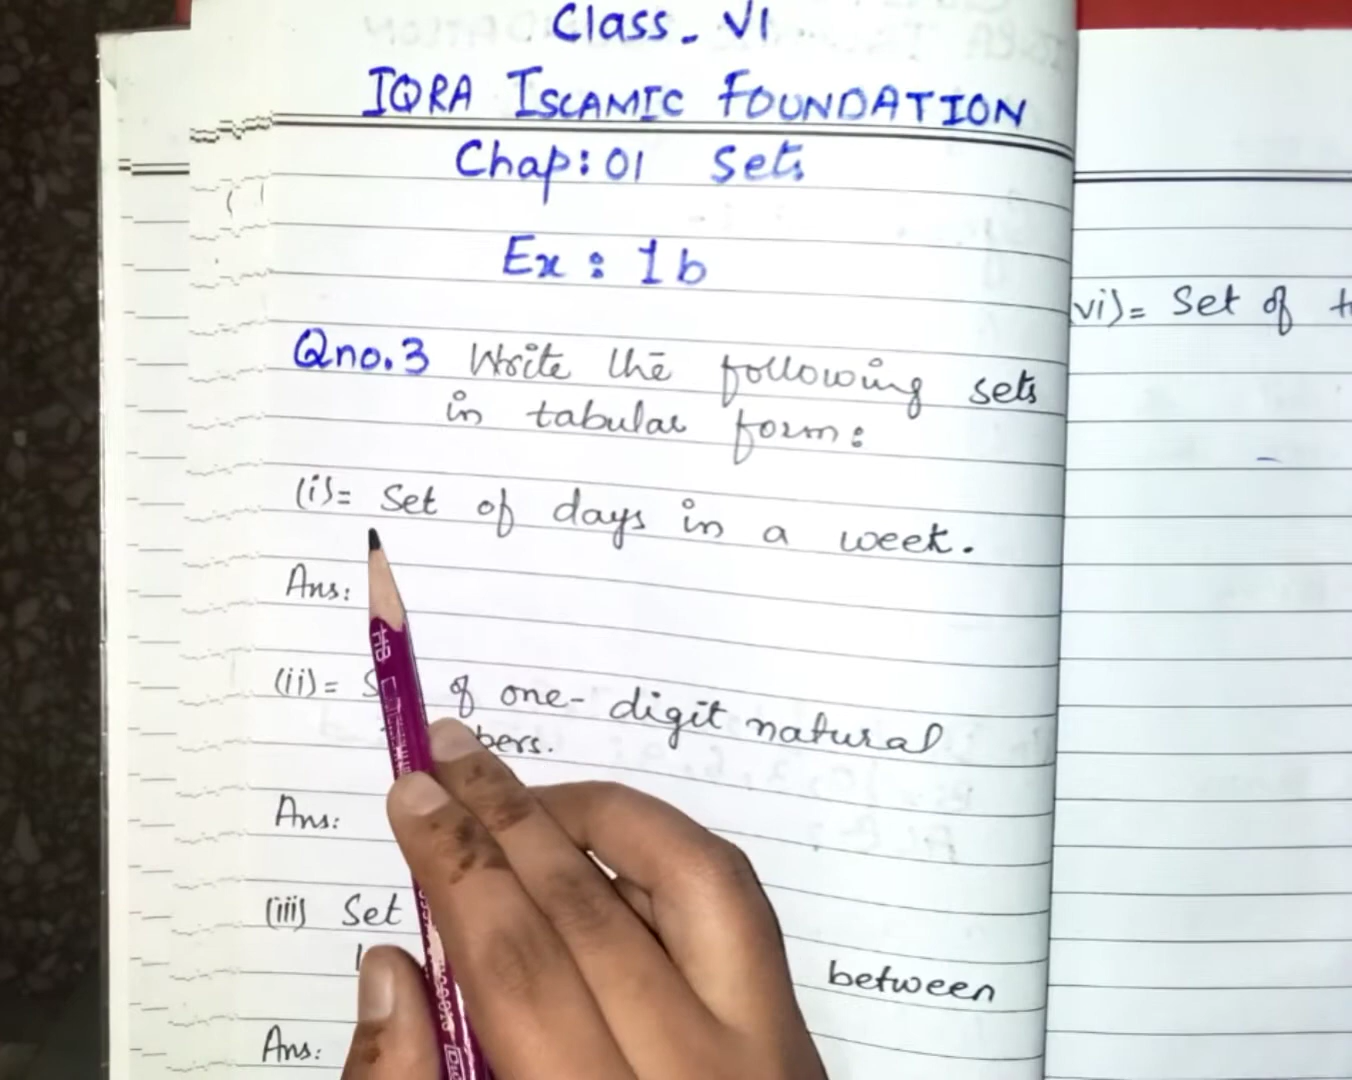 Class - VI
IQRA ISLAMIC FOUNDATION
Chap: 01 Sets
Ex: 1b
Qno.3 Write the following sets
in tabular form:
(i)= Set of days in a week.
Ans:
(ii)= of one-digit natural
bers.
Ans:
(iii) Set
between
Ans:
(vi)= Set of
HB